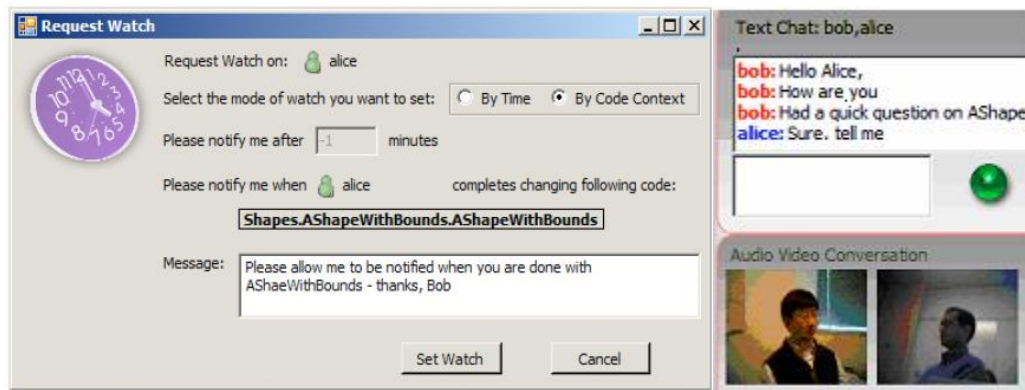 Request Watch
Request Watch on: alice
Select the mode of watch you want to set: By Time By Code Context
Please notify me after -1 minutes
Please notify me when alice completes changing following code:
Shapes.AShapeWithBounds.AShapeWithBounds
Message: Please allow me to be notified when you are done with
AShaeWithBounds - thanks, Bob
Set Watch Cancel
Text Chat: bob,alice
bob: Hello Alice,
bob: How are you
bob: Had a quick question on AShape
alice: Sure. tell me
Audio Video Conversation